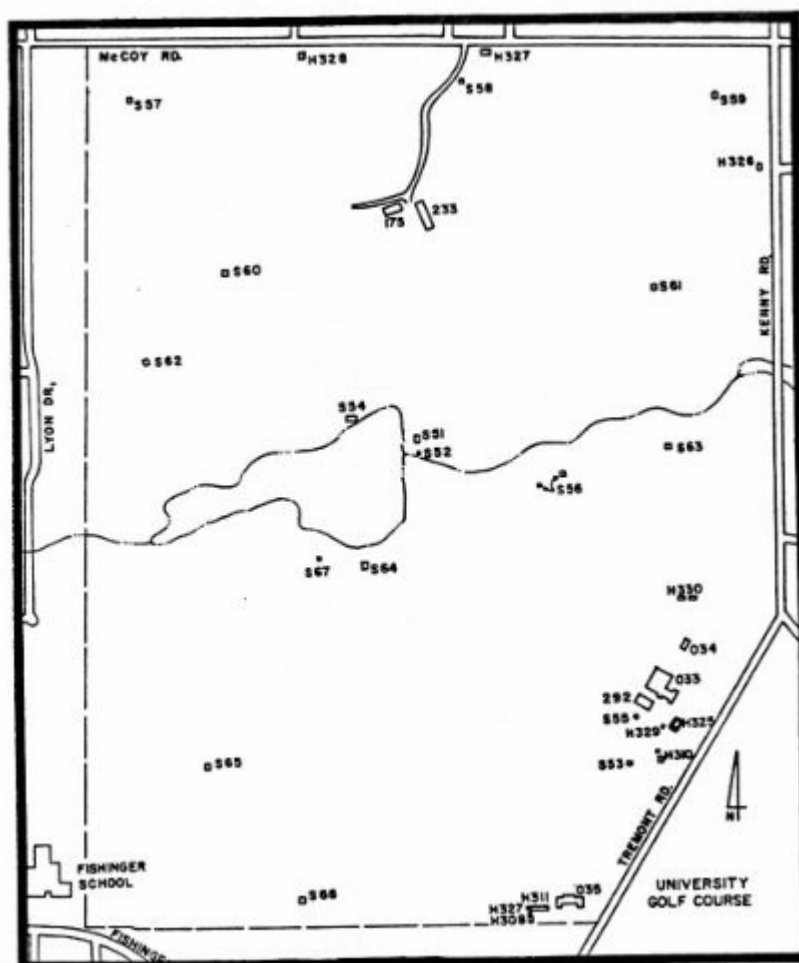 McCOY RD.
H328
H327
S57
S58
S59
H326
175
233
S60
S61
KENNY RD.
S62
LYON DR.
S54
S51
S52
S63
S56
S67
S64
H330
034
033
292
S55
H329
H325
S65
S53
H310
TREMONT RD.
N
FISHINGER
SCHOOL
UNIVERSITY
GOLF COURSE
S66
H311
035
H327
H308
FISHINGER